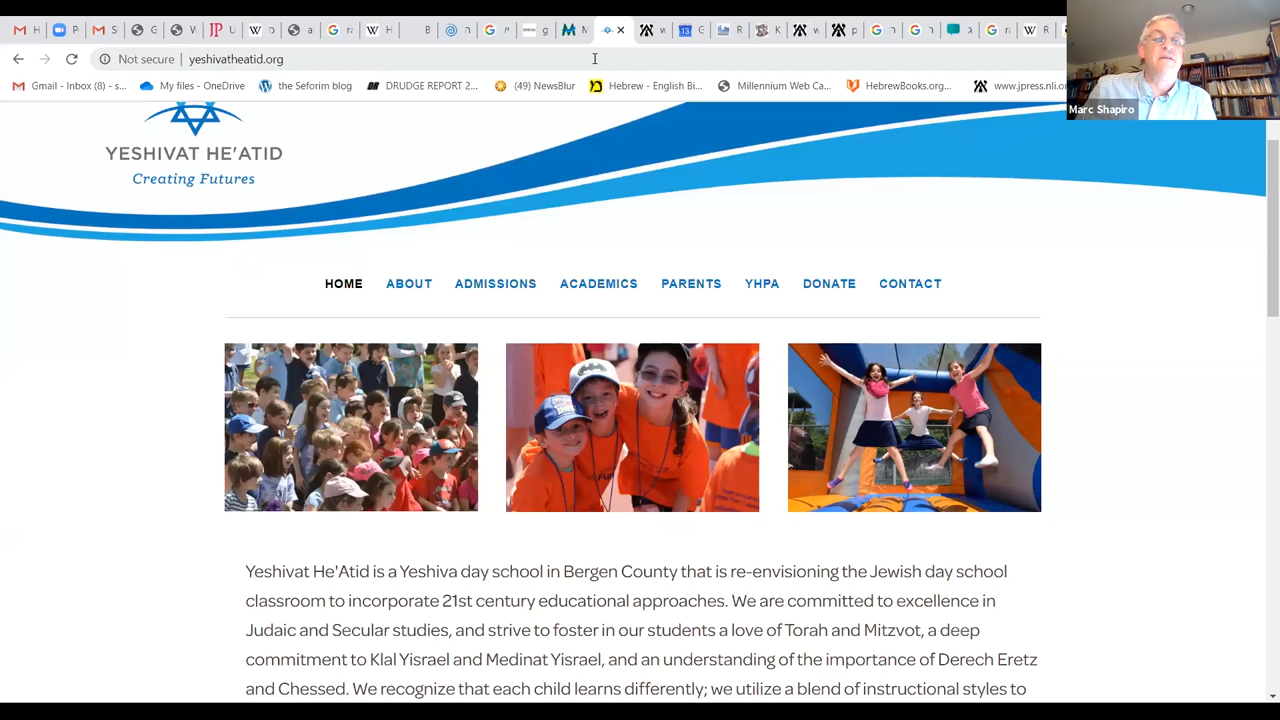 Not secure
yeshivatheatid.org
Gmail - Inbox (8) - s...
My files - OneDrive
the Seforim blog
DRUDGE REPORT 2...
(49) NewsBlur
Hebrew - English Bi...
Millennium Web Ca...
HebrewBooks.org...
www.jpress.nli.o
Marc Shapiro
YESHIVAT HE'ATID
Creating Futures
HOME ABOUT ADMISSIONS ACADEMICS PARENTS YHPA DONATE CONTACT
Yeshivat He'Atid is a Yeshiva day school in Bergen County that is re-envisioning the Jewish day school
classroom to incorporate 21st century educational approaches. We are committed to excellence in
Judaic and Secular studies, and strive to foster in our students a love of Torah and Mitzvot, a deep
commitment to Klal Yisrael and Medinat Yisrael, and an understanding of the importance of Derech Eretz
and Chessed. We recognize that each child learns differently; we utilize a blend of instructional styles to